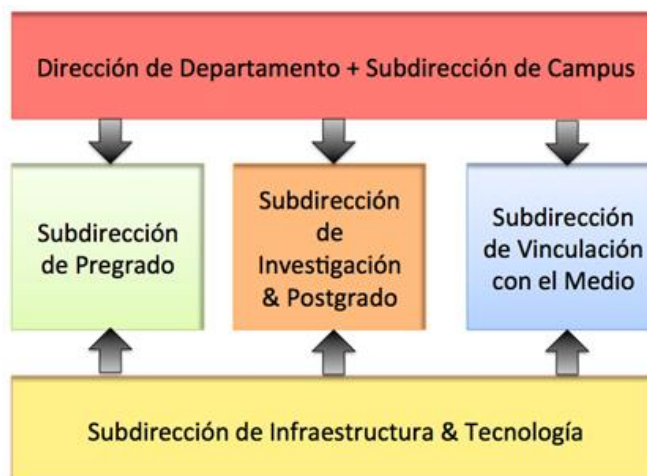 Dirección de Departamento + Subdirección de Campus
Subdirección
de Pregrado
Subdirección
de
Investigación
& Postgrado
Subdirección
de Vinculación
con el Medio
Subdirección de Infraestructura & Tecnología